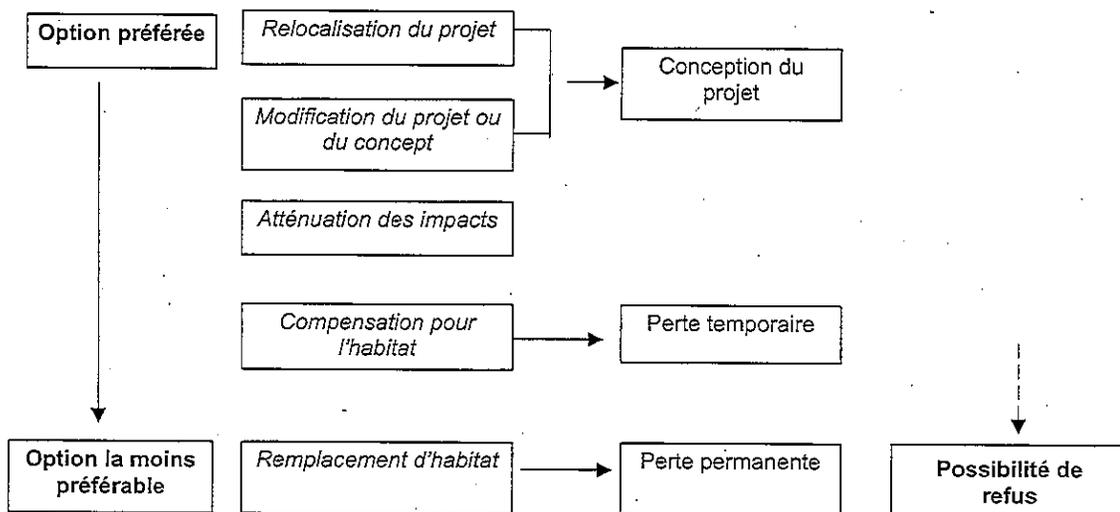 Option préférée
Relocalisation du projet
Conception du
projet
Modification du projet ou
du concept
Atténuation des impacts
Compensation pour
l'habitat
Perte temporaire
Option la moins
préférable
Remplacement d'habitat
Perte permanente
Possibilité de
refus